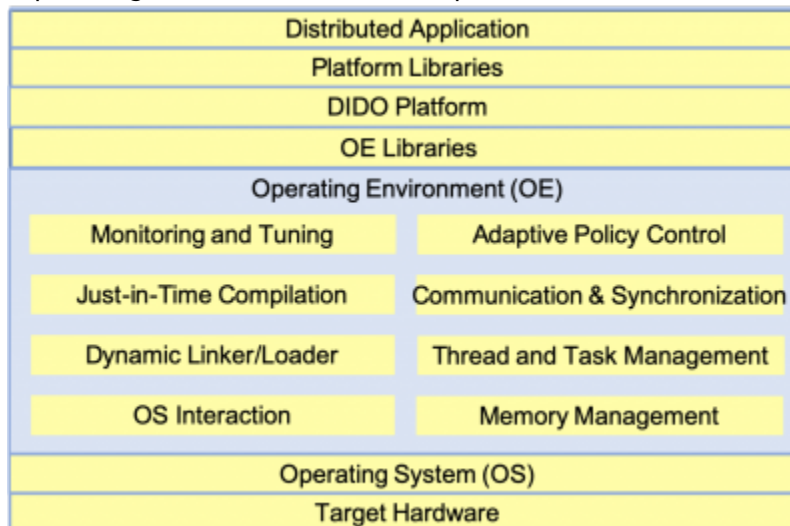 Distributed Application
Platform Libraries
DIDO Platform
OE Libraries
Operating Environment (OE)
Monitoring and Tuning
Adaptive Policy Control
Just-in-Time Compilation
Communication & Synchronization
Dynamic Linker/Loader
Thread and Task Management
OS Interaction
Memory Management
Operating System (OS)
Target Hardware